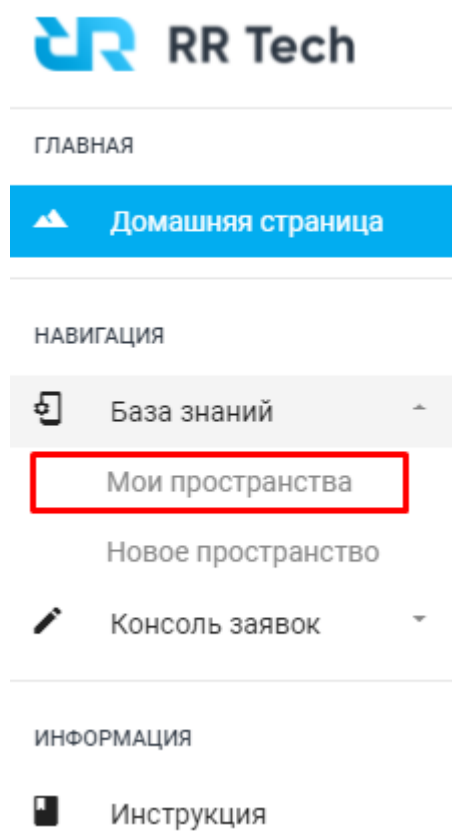 RR Tech
ГЛАВНАЯ
Домашняя страница
НАВИГАЦИЯ
База знаний
Мои пространства
Новое пространство
Консоль заявок
ИНФОРМАЦИЯ
Инструкция